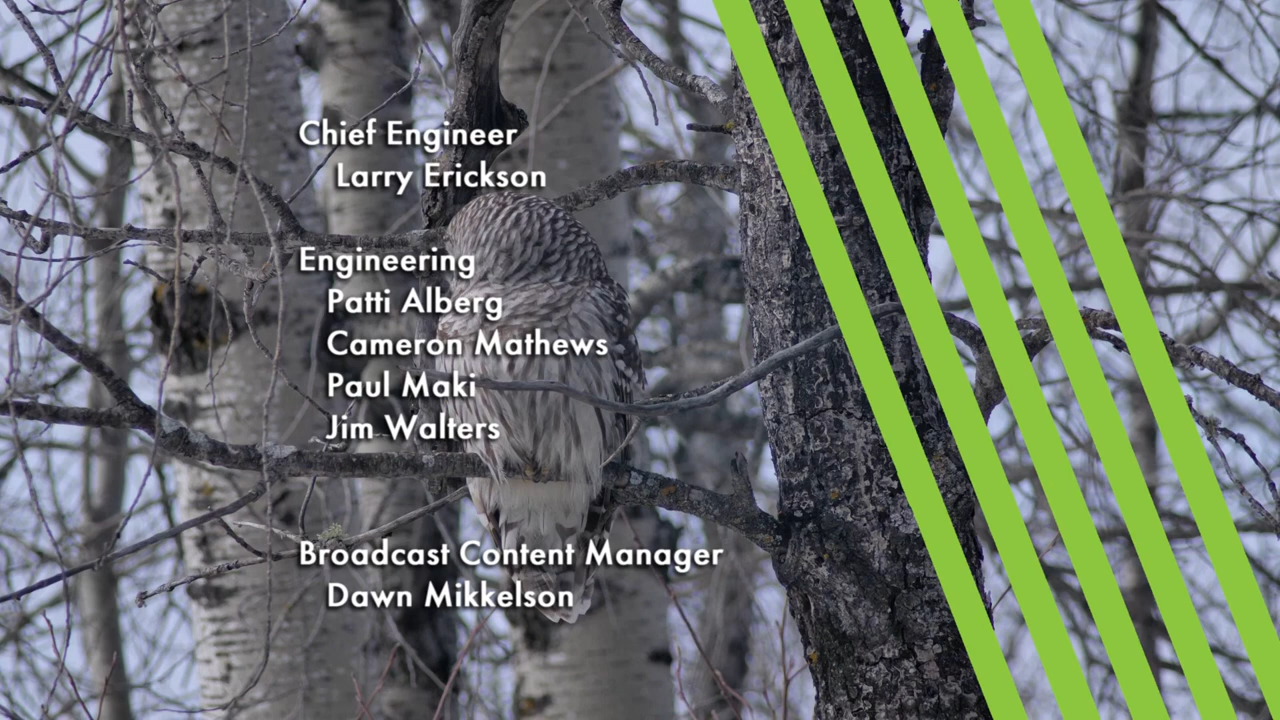 Chief Engineer
Larry Erickson
Engineering
Patti Alberg
Cameron Mathews
Paul Maki
Jim Walters
Broadcast Content Manager
Dawn Mikkelson